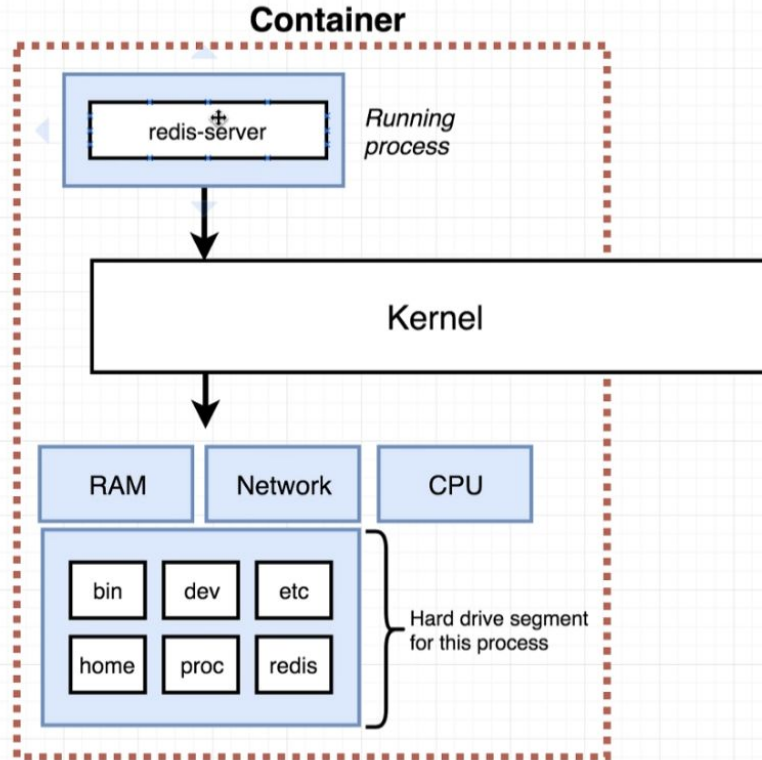 Container
redis-server
Running
process
Kernel
RAM
Network
CPU
bin
dev
etc
home
proc
redis
Hard drive segment
for this process